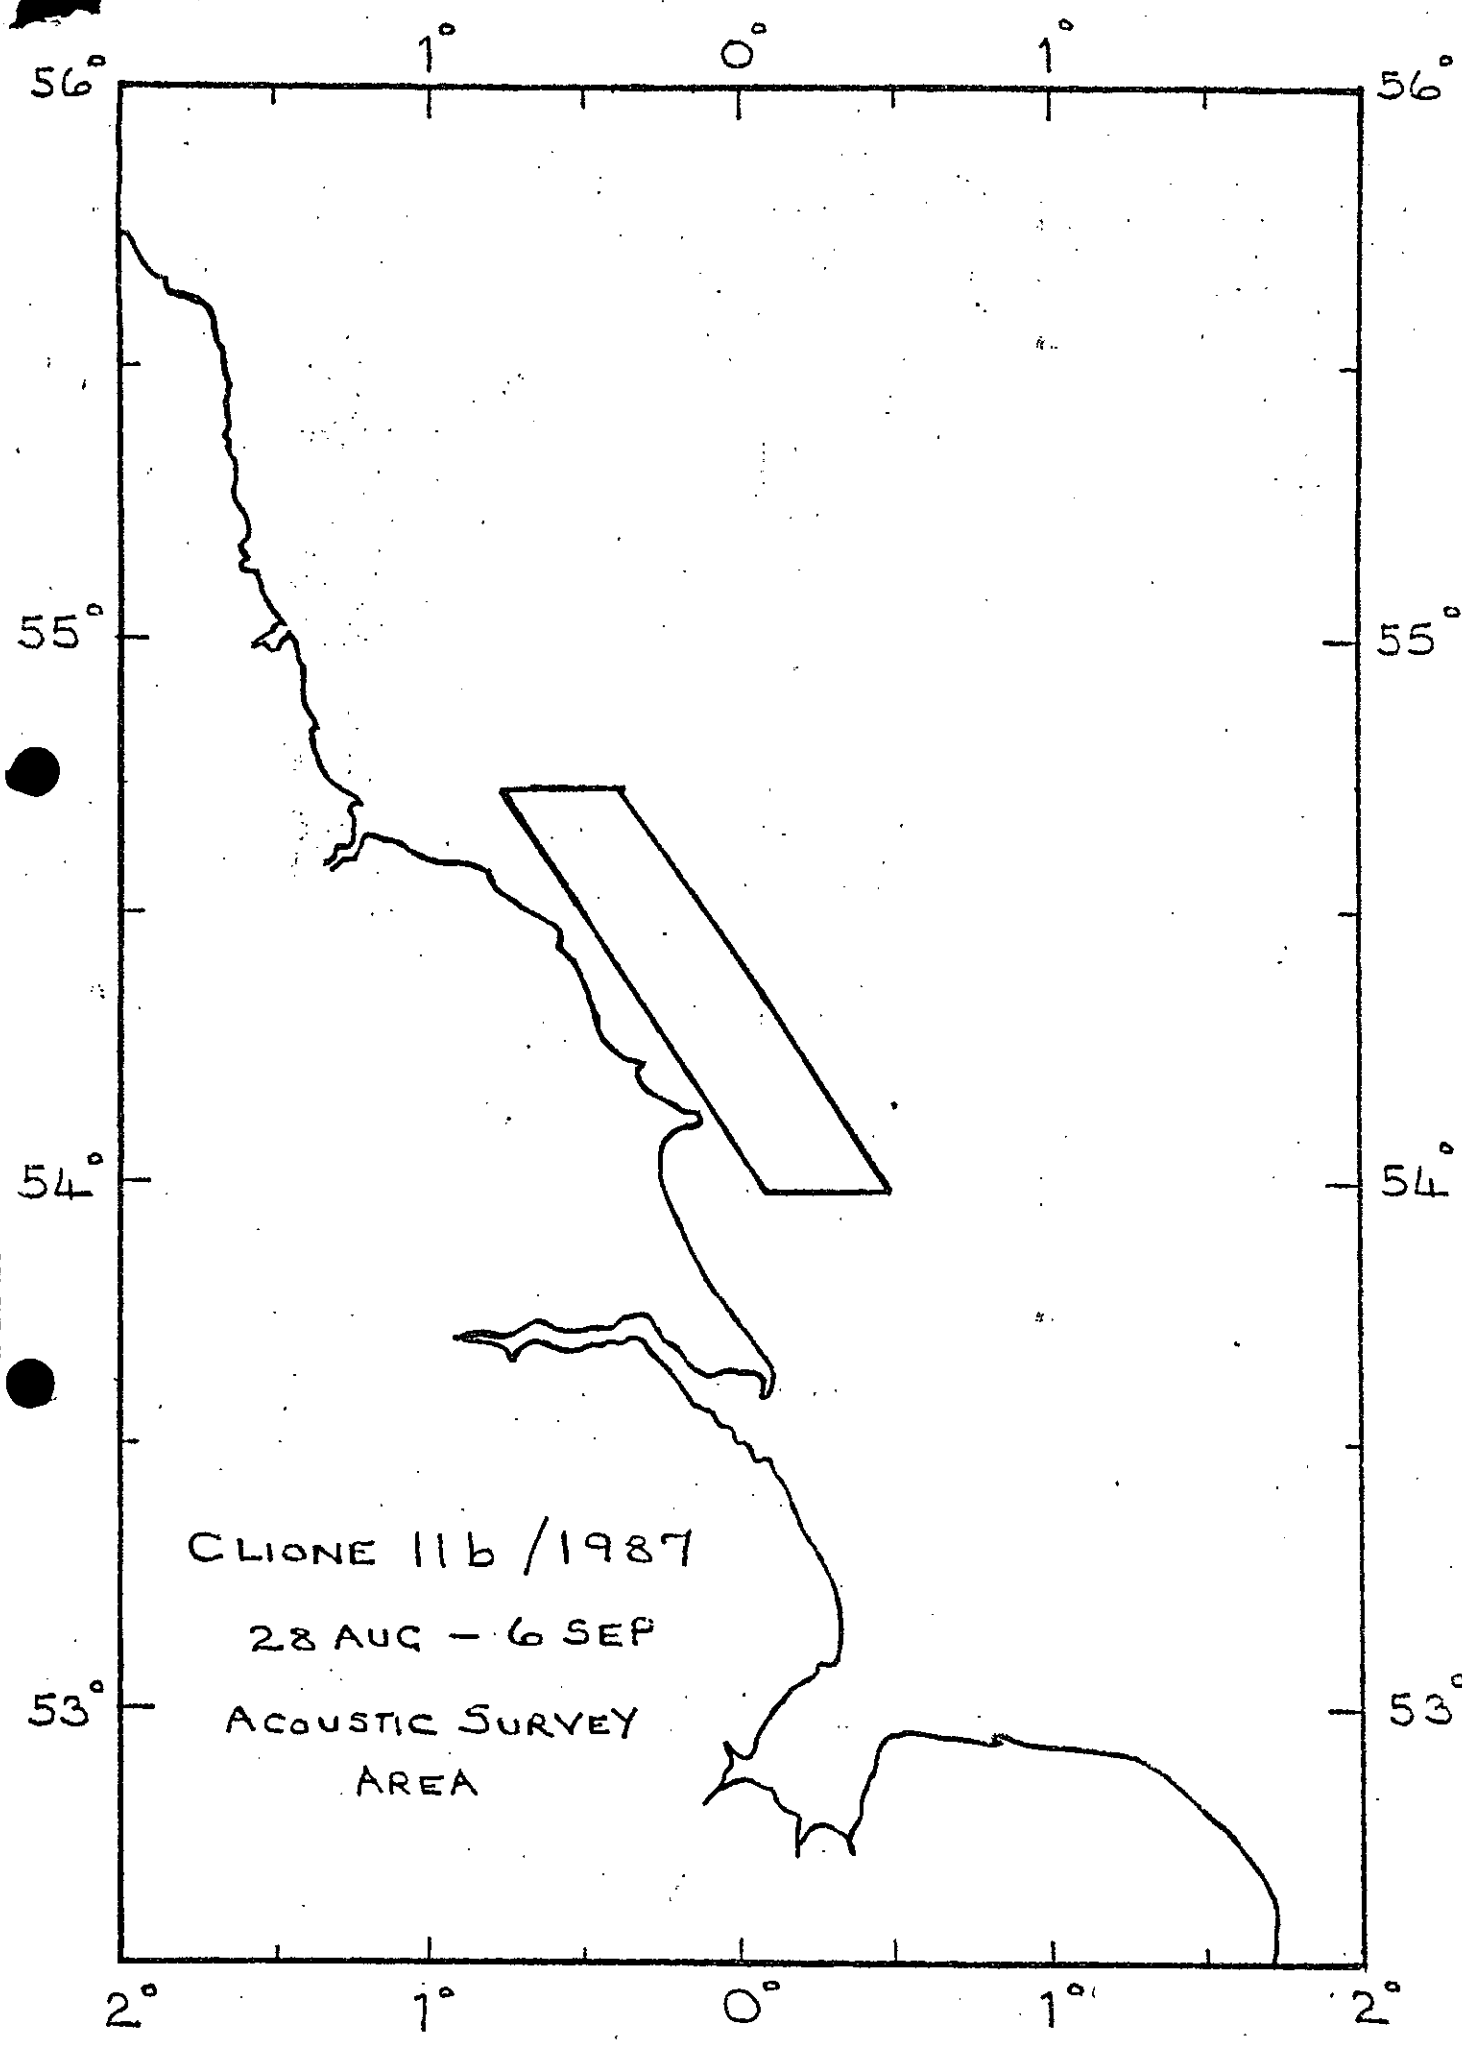 1° 0° 1°
56° 56°
55° 55°
54° 54°
CLIONE 11b / 1987
28 AUG – 6 SEP
53° 53°
ACOUSTIC SURVEY
AREA
2° 1° 0° 1° 2°